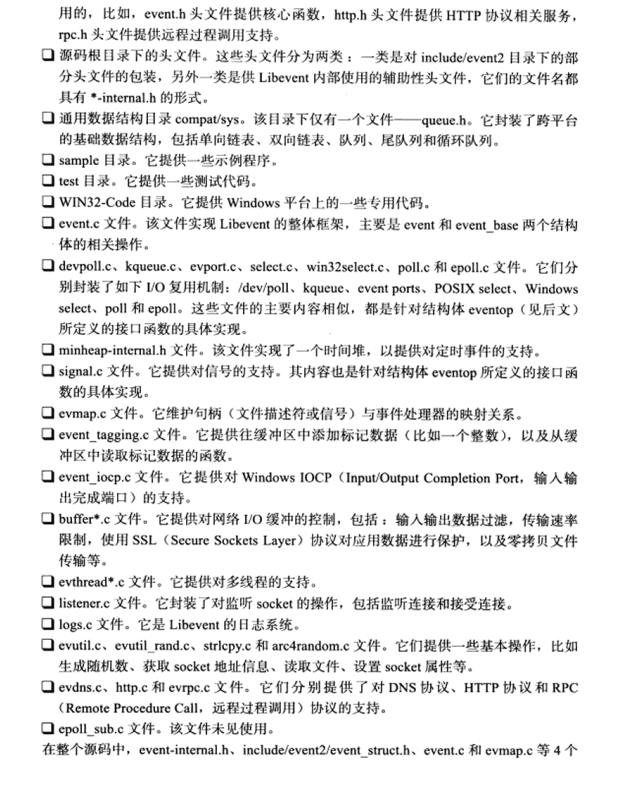 用的，比如，event.h 头文件提供核心函数，http.h 头文件提供 HTTP 协议相关服务，
rpc.h 头文件提供远程过程调用支持。
❏ 源码根目录下的头文件。这些头文件分为两类：一类是对 include/event2 目录下的部
分头文件的包装，另外一类是供 Libevent 内部使用的辅助性头文件，它们的文件名都
具有 *-internal.h 的形式。
❏ 通用数据结构目录 compat/sys。该目录下仅有一个文件——queue.h。它封装了跨平台
的基础数据结构，包括单向链表、双向链表、队列、尾队列和循环队列。
❏ sample 目录。它提供一些示例程序。
❏ test 目录。它提供一些测试代码。
❏ WIN32-Code 目录。它提供 Windows 平台上的一些专用代码。
❏ event.c 文件。该文件实现 Libevent 的整体框架，主要是 event 和 event_base 两个结构
体的相关操作。
❏ devpoll.c、kqueue.c、evport.c、select.c、win32select.c、poll.c 和 epoll.c 文件。它们分
别封装了如下 I/O 复用机制：/dev/poll、kqueue、event ports、POSIX select、Windows
select、poll 和 epoll。这些文件的主要内容相似，都是针对结构体 eventop（见后文）
所定义的接口函数的具体实现。
❏ minheap-internal.h 文件。该文件实现了一个时间堆，以提供对定时事件的支持。
❏ signal.c 文件。它提供对信号的支持。其内容也是针对结构体 eventop 所定义的接口函
数的具体实现。
❏ evmap.c 文件。它维护句柄（文件描述符或信号）与事件处理器的映射关系。
❏ event_tagging.c 文件。它提供往缓冲区中添加标记数据（比如一个整数），以及从缓
冲区中读取标记数据的函数。
❏ event_iocp.c 文件。它提供对 Windows IOCP（Input/Output Completion Port，输入输
出完成端口）的支持。
❏ buffer*.c 文件。它提供对网络 I/O 缓冲的控制，包括：输入输出数据过滤，传输速率
限制，使用 SSL（Secure Sockets Layer）协议对应用数据进行保护，以及零拷贝文件
传输等。
❏ evthread*.c 文件。它提供对多线程的支持。
❏ listener.c 文件。它封装了对监听 socket 的操作，包括监听连接和接受连接。
❏ logs.c 文件。它是 Libevent 的日志系统。
❏ evutil.c、evutil_rand.c、strlcpy.c 和 arc4random.c 文件。它们提供一些基本操作，比如
生成随机数、获取 socket 地址信息、读取文件、设置 socket 属性等。
❏ evdns.c、http.c 和 evrpc.c 文件。它们分别提供了对 DNS 协议、HTTP 协议和 RPC
（Remote Procedure Call，远程过程调用）协议的支持。
❏ epoll_sub.c 文件。该文件未见使用。
在整个源码中，event-internal.h、include/event2/event_struct.h、event.c 和 evmap.c 等 4 个